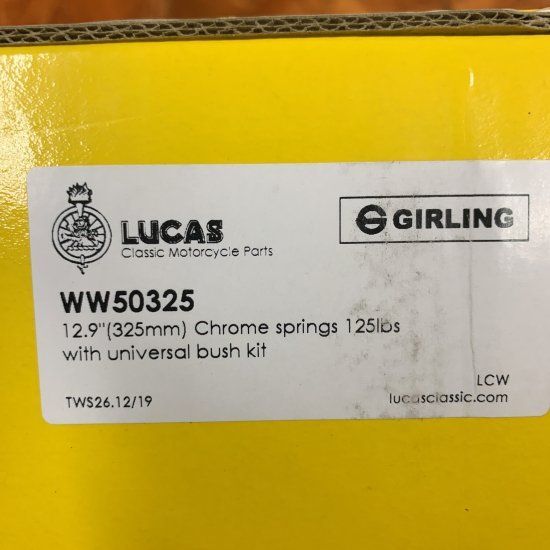 LUCAS
Classic Motorcycle Parts
GIRLING
WW50325
12.9"(325mm) Chrome springs 125lbs
with universal bush kit
LCW
TWS26.12/19
lucasclassic.com